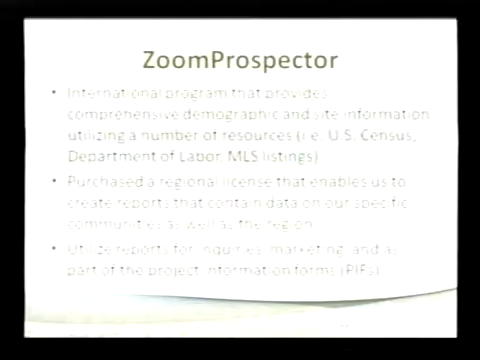 ZoomProspector
• International program that provides
comprehensive demographic and site information
utilizing a number of resources (i.e. U.S. Census,
Department of Labor, MLS listings)
• Purchased a regional license that enables us to
create reports that contain data on our specific
communities as well as the region
• Utilize reports for inquiries, marketing, and as
part of the project information forms (PIFs)